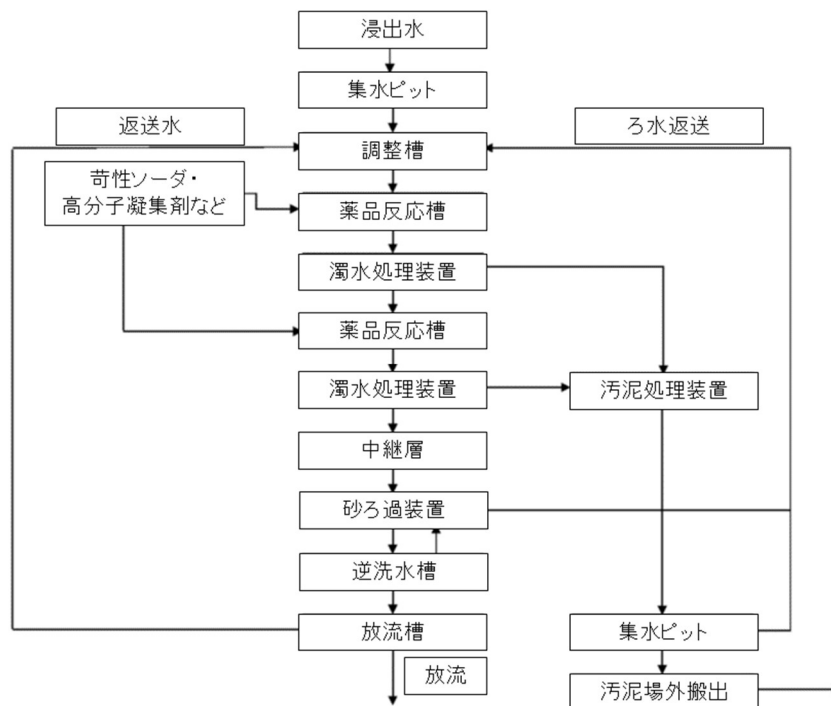 浸出水
集水ピット
返送水
ろ水返送
調整槽
苛性ソーダ・
高分子凝集剤など
薬品反応槽
濁水処理装置
薬品反応槽
濁水処理装置
汚泥処理装置
中継層
砂ろ過装置
逆洗水槽
放流槽
集水ピット
放流
汚泥場外搬出